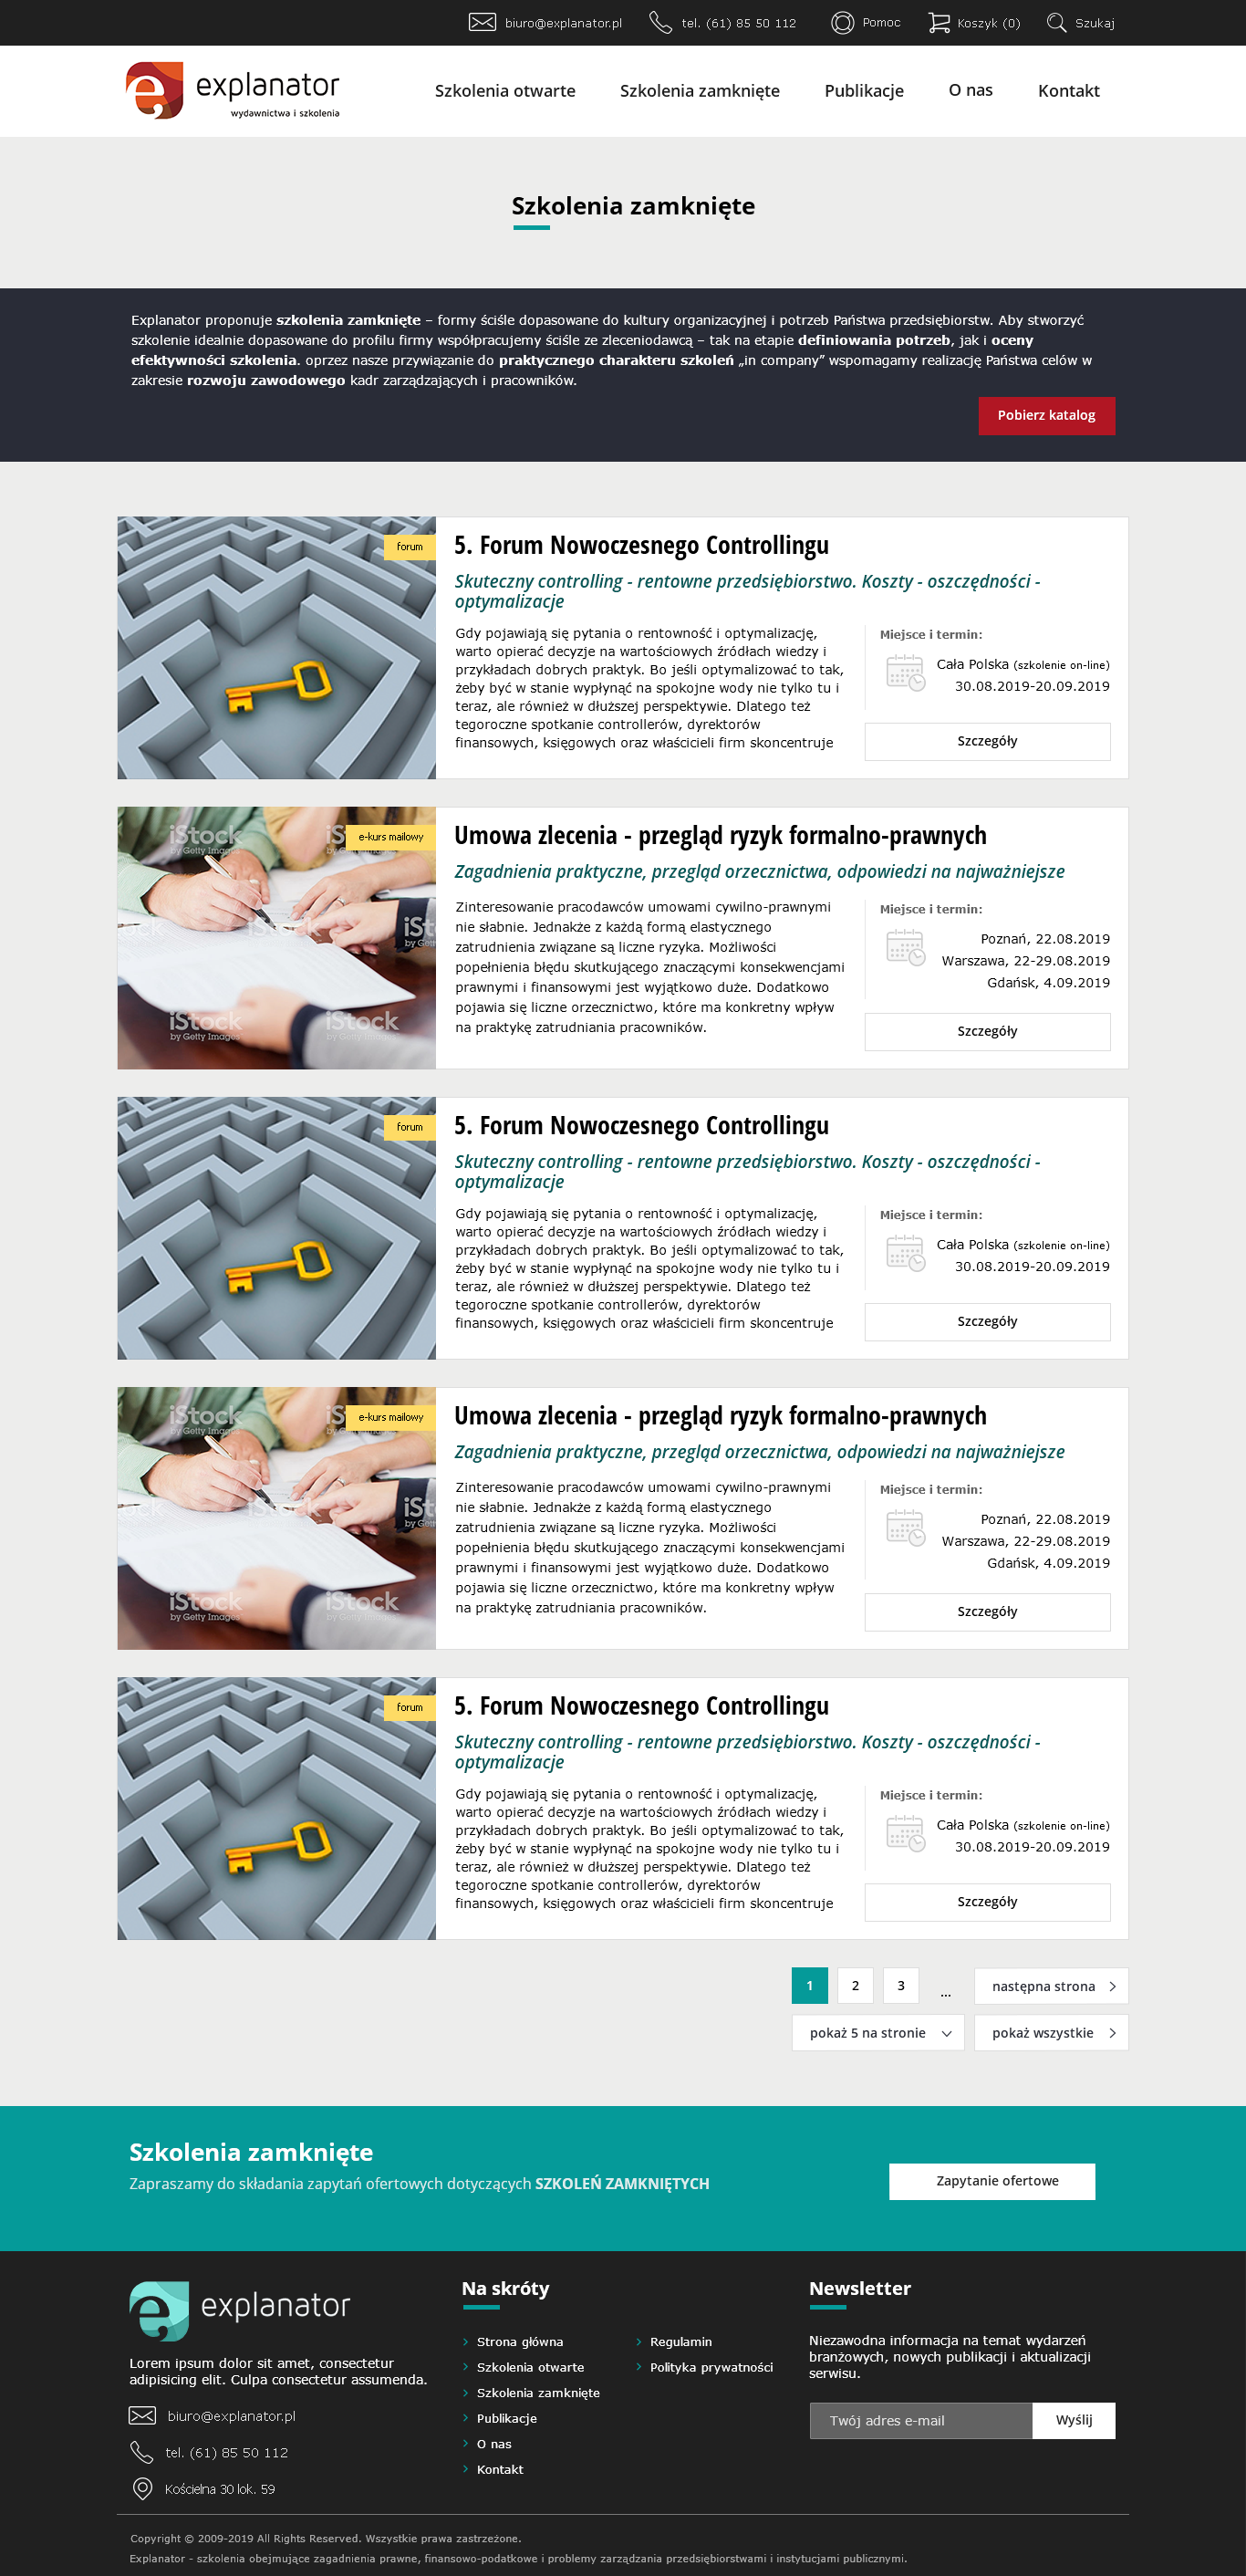 biuro@explanator.pl tel. (61) 85 50 112 Pomoc Koszyk (0) Szukaj
explanator
wydawnictwa i szkolenia
Szkolenia otwarte Szkolenia zamknięte Publikacje O nas Kontakt
Szkolenia zamknięte
Explanator proponuje szkolenia zamknięte – formy ściśle dopasowane do kultury organizacyjnej i potrzeb Państwa przedsiębiorstw. Aby stworzyć
szkolenie idealnie dopasowane do profilu firmy współpracujemy ściśle ze zleceniodawcą – tak na etapie definiowania potrzeb, jak i oceny
efektywności szkolenia. oprzez nasze przywiązanie do praktycznego charakteru szkoleń „in company” wspomagamy realizację Państwa celów w
zakresie rozwoju zawodowego kadr zarządzających i pracowników.
Pobierz katalog
forum
5. Forum Nowoczesnego Controllingu
Skuteczny controlling - rentowne przedsiębiorstwo. Koszty - oszczędności -
optymalizacje
Gdy pojawiają się pytania o rentowność i optymalizację,
warto opierać decyzje na wartościowych źródłach wiedzy i
przykładach dobrych praktyk. Bo jeśli optymalizować to tak,
żeby być w stanie wypłynąć na spokojne wody nie tylko tu i
teraz, ale również w dłuższej perspektywie. Dlatego też
tegoroczne spotkanie controllerów, dyrektorów
finansowych, księgowych oraz właścicieli firm skoncentruje
Miejsce i termin:
Cała Polska (szkolenie on-line)
30.08.2019-20.09.2019
Szczegóły
iStock
by Getty Images
e-kurs mailowy
Umowa zlecenia - przegląd ryzyk formalno-prawnych
Zagadnienia praktyczne, przegląd orzecznictwa, odpowiedzi na najważniejsze
Zinteresowanie pracodawców umowami cywilno-prawnymi
nie słabnie. Jednakże z każdą formą elastycznego
zatrudnienia związane są liczne ryzyka. Możliwości
popełnienia błędu skutkującego znaczącymi konsekwencjami
prawnymi i finansowymi jest wyjątkowo duże. Dodatkowo
pojawia się liczne orzecznictwo, które ma konkretny wpływ
na praktykę zatrudniania pracowników.
Miejsce i termin:
Poznań, 22.08.2019
Warszawa, 22-29.08.2019
Gdańsk, 4.09.2019
Szczegóły
forum
5. Forum Nowoczesnego Controllingu
Skuteczny controlling - rentowne przedsiębiorstwo. Koszty - oszczędności -
optymalizacje
Gdy pojawiają się pytania o rentowność i optymalizację,
warto opierać decyzje na wartościowych źródłach wiedzy i
przykładach dobrych praktyk. Bo jeśli optymalizować to tak,
żeby być w stanie wypłynąć na spokojne wody nie tylko tu i
teraz, ale również w dłuższej perspektywie. Dlatego też
tegoroczne spotkanie controllerów, dyrektorów
finansowych, księgowych oraz właścicieli firm skoncentruje
Miejsce i termin:
Cała Polska (szkolenie on-line)
30.08.2019-20.09.2019
Szczegóły
iStock
by Getty Images
e-kurs mailowy
Umowa zlecenia - przegląd ryzyk formalno-prawnych
Zagadnienia praktyczne, przegląd orzecznictwa, odpowiedzi na najważniejsze
Zinteresowanie pracodawców umowami cywilno-prawnymi
nie słabnie. Jednakże z każdą formą elastycznego
zatrudnienia związane są liczne ryzyka. Możliwości
popełnienia błędu skutkującego znaczącymi konsekwencjami
prawnymi i finansowymi jest wyjątkowo duże. Dodatkowo
pojawia się liczne orzecznictwo, które ma konkretny wpływ
na praktykę zatrudniania pracowników.
Miejsce i termin:
Poznań, 22.08.2019
Warszawa, 22-29.08.2019
Gdańsk, 4.09.2019
Szczegóły
forum
5. Forum Nowoczesnego Controllingu
Skuteczny controlling - rentowne przedsiębiorstwo. Koszty - oszczędności -
optymalizacje
Gdy pojawiają się pytania o rentowność i optymalizację,
warto opierać decyzje na wartościowych źródłach wiedzy i
przykładach dobrych praktyk. Bo jeśli optymalizować to tak,
żeby być w stanie wypłynąć na spokojne wody nie tylko tu i
teraz, ale również w dłuższej perspektywie. Dlatego też
tegoroczne spotkanie controllerów, dyrektorów
finansowych, księgowych oraz właścicieli firm skoncentruje
Miejsce i termin:
Cała Polska (szkolenie on-line)
30.08.2019-20.09.2019
Szczegóły
1 2 3 ... następna strona
pokaż 5 na stronie pokaż wszystkie
Szkolenia zamknięte
Zapraszamy do składania zapytań ofertowych dotyczących SZKOLEŃ ZAMKNIĘTYCH
Zapytanie ofertowe
explanator
Lorem ipsum dolor sit amet, consectetur
adipisicing elit. Culpa consectetur assumenda.
biuro@explanator.pl
tel. (61) 85 50 112
Kościelna 30 lok. 59
Na skróty
Strona główna
Szkolenia otwarte
Szkolenia zamknięte
Publikacje
O nas
Kontakt
Regulamin
Polityka prywatności
Newsletter
Niezawodna informacja na temat wydarzeń
branżowych, nowych publikacji i aktualizacji
serwisu.
Twój adres e-mail Wyślij
Copyright © 2009-2019 All Rights Reserved. Wszystkie prawa zastrzeżone.
Explanator - szkolenia obejmujące zagadnienia prawne, finansowo-podatkowe i problemy zarządzania przedsiębiorstwami i instytucjami publicznymi.